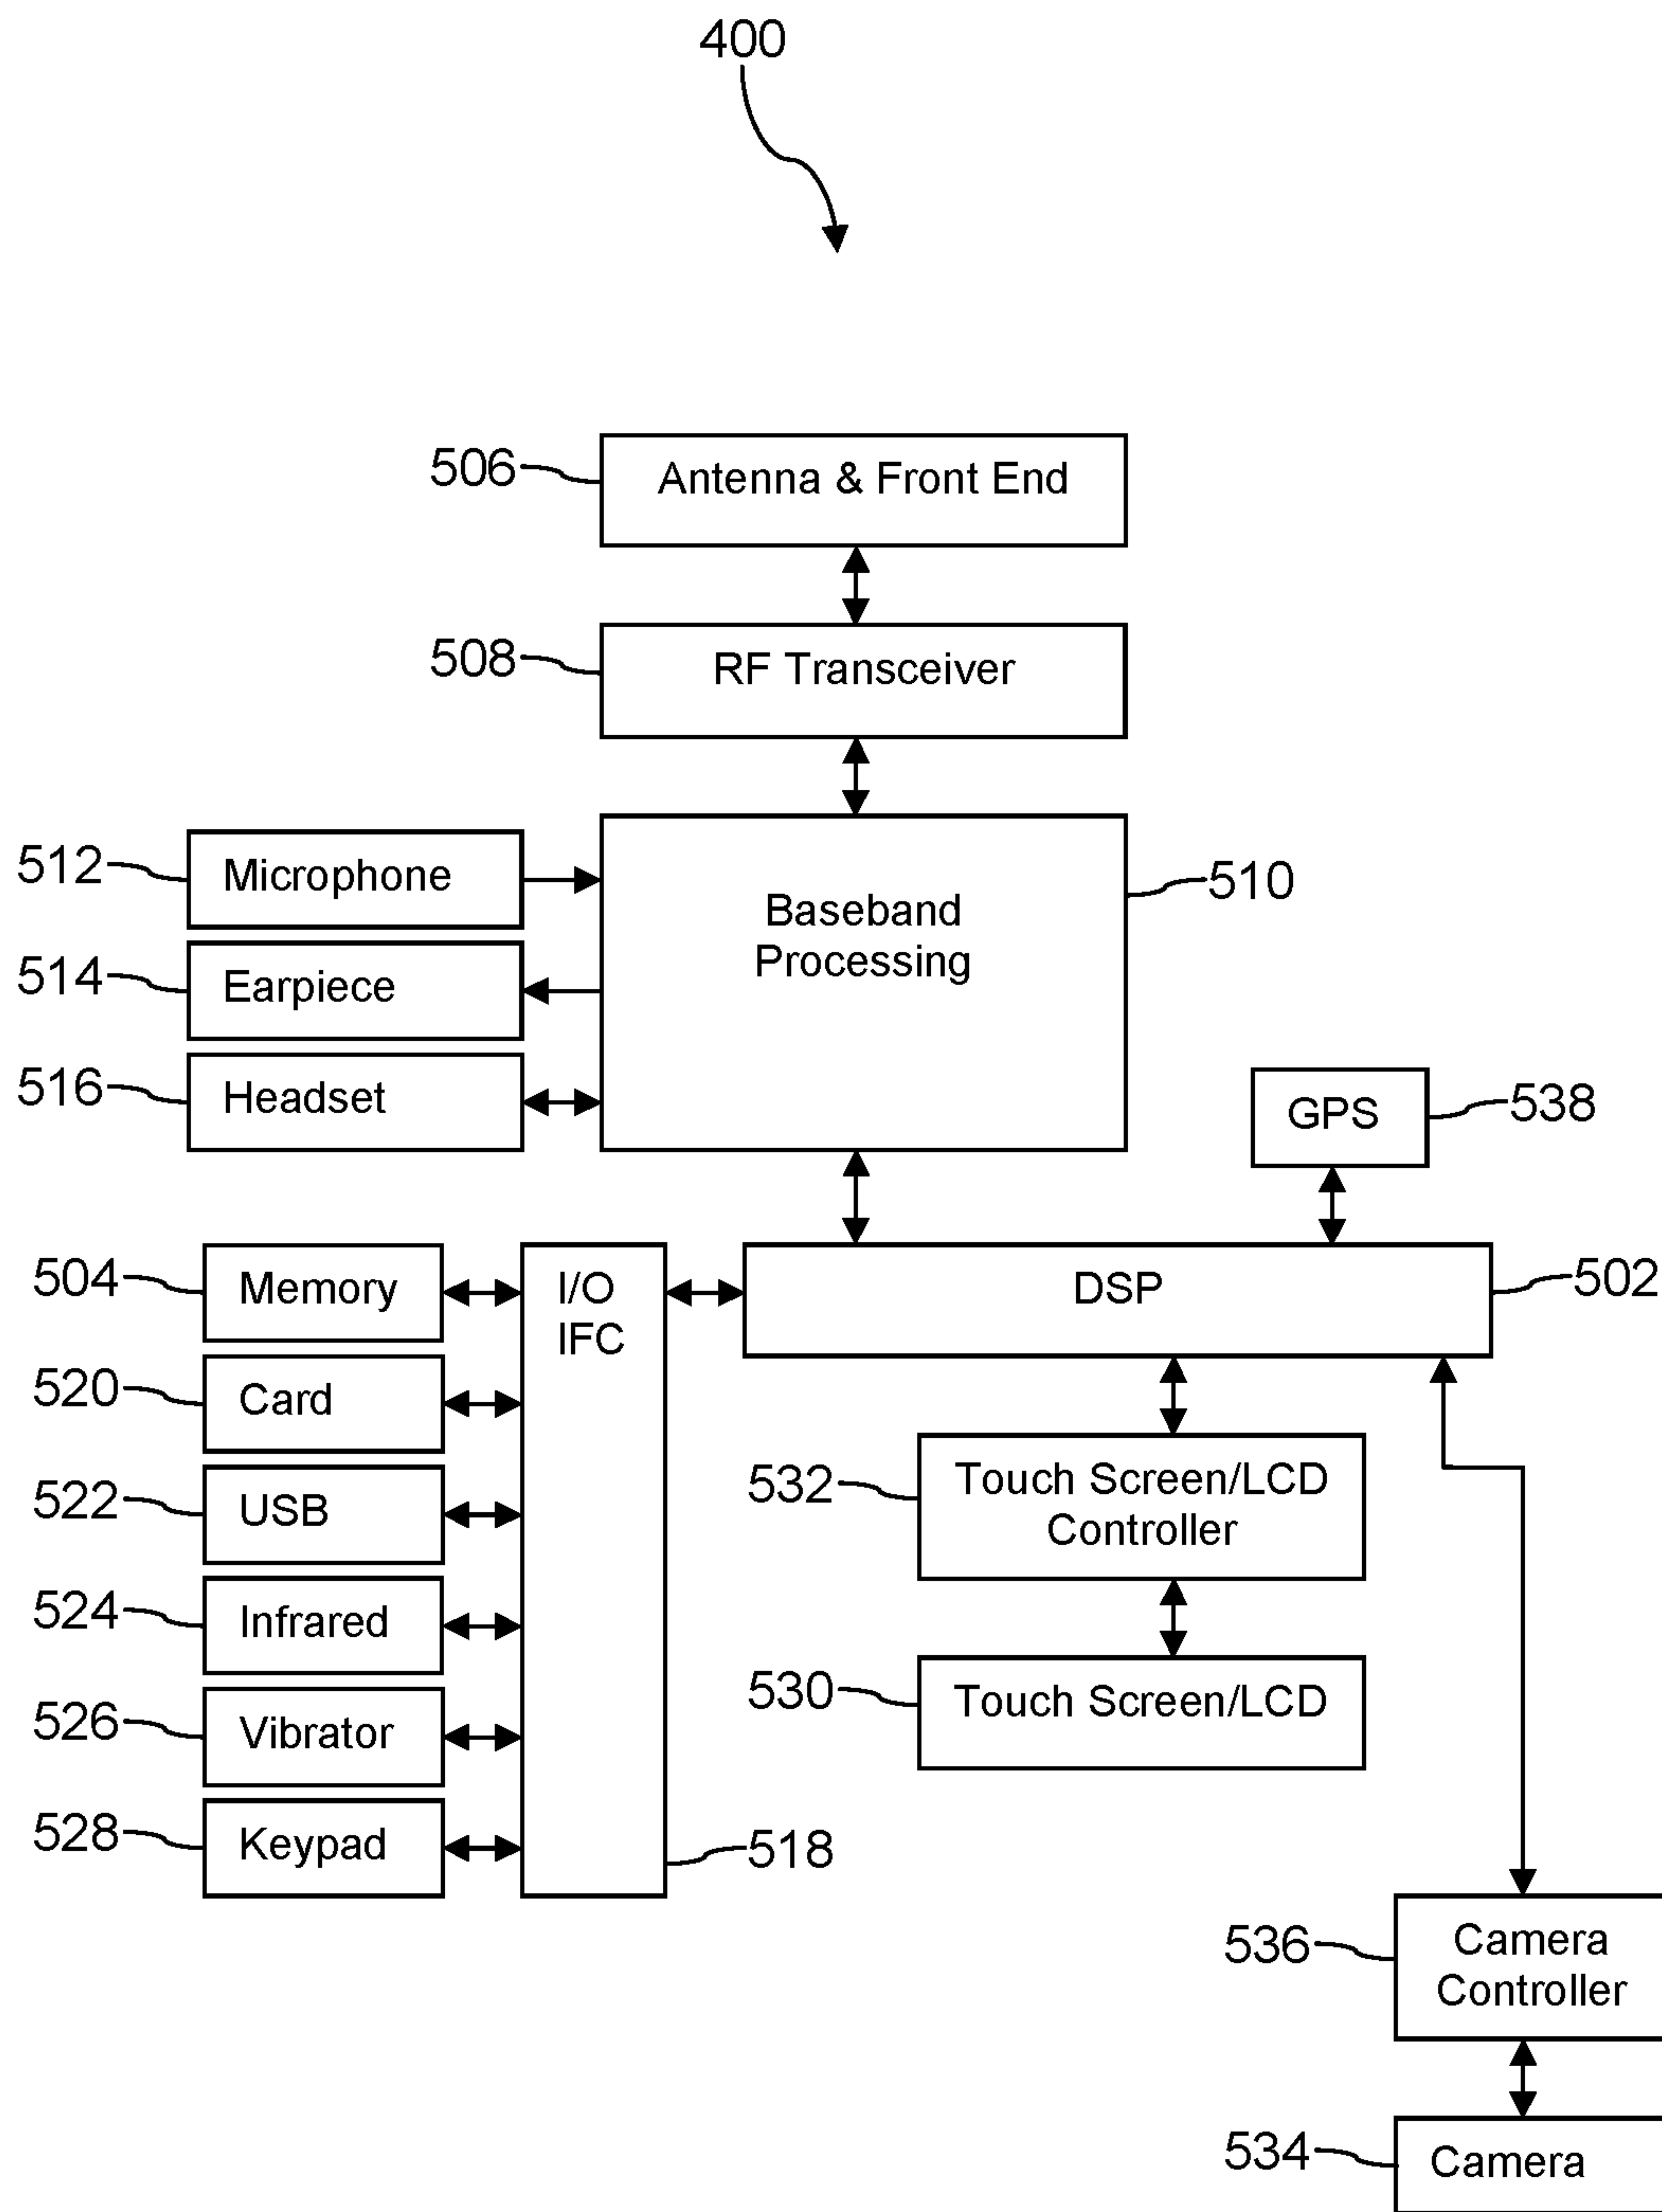 400
506
Antenna & Front End
508
RF Transceiver
512
Microphone
Baseband
Processing
510
514
Earpiece
516
Headset
GPS
538
504
Memory
I/O
IFC
DSP
502
520
Card
522
USB
532
Touch Screen/LCD
Controller
524
Infrared
530
Touch Screen/LCD
526
Vibrator
528
Keypad
518
536
Camera
Controller
534
Camera